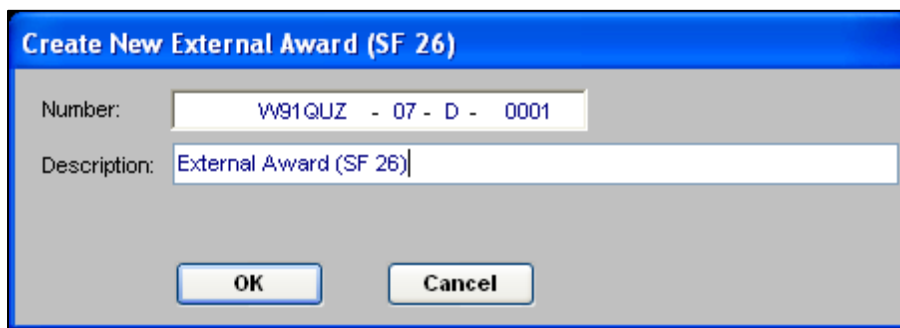 Create New External Award (SF 26)
Number: W91QUZ - 07 - D - 0001
Description: External Award (SF 26)
OK Cancel